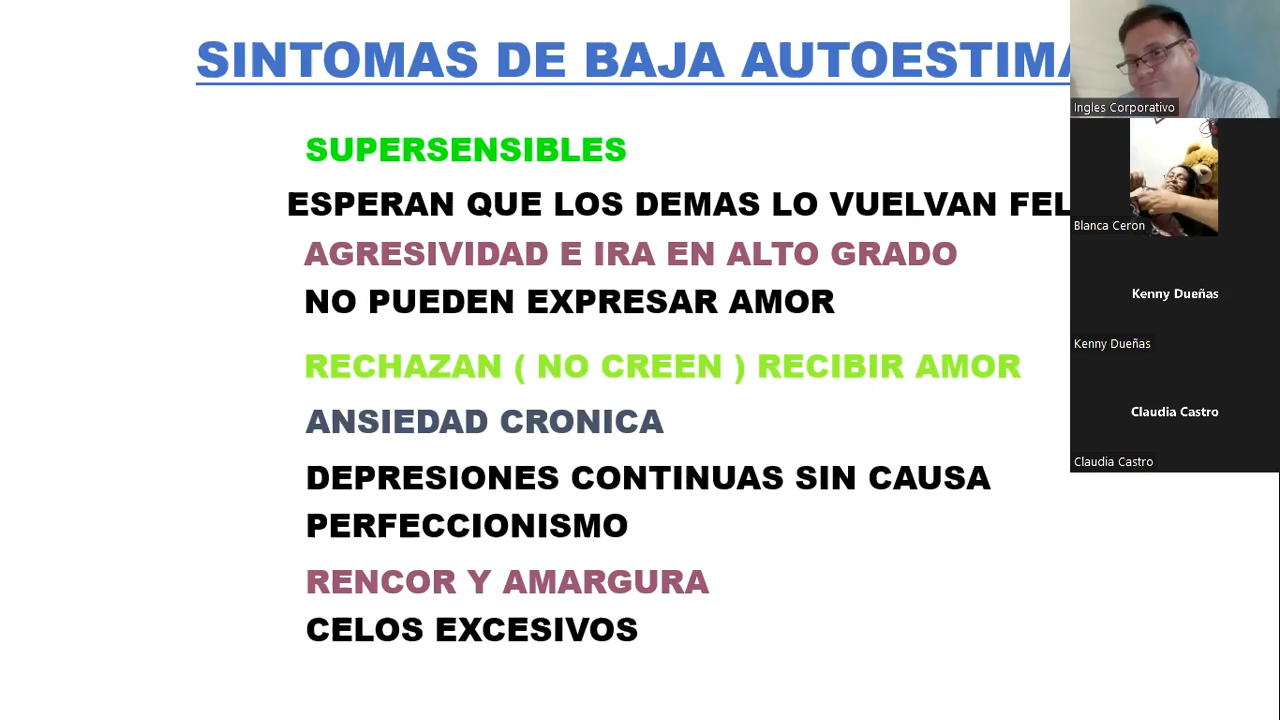 SINTOMAS DE BAJA AUTOESTIMA
SUPERSENSIBLES
ESPERAN QUE LOS DEMAS LO VUELVAN FEL
AGRESIVIDAD E IRA EN ALTO GRADO
NO PUEDEN EXPRESAR AMOR
RECHAZAN ( NO CREEN ) RECIBIR AMOR
ANSIEDAD CRONICA
DEPRESIONES CONTINUAS SIN CAUSA
PERFECCIONISMO
RENCOR Y AMARGURA
CELOS EXCESIVOS
Ingles Corporativo
Blanca Ceron
Kenny Dueñas
Kenny Dueñas
Claudia Castro
Claudia Castro